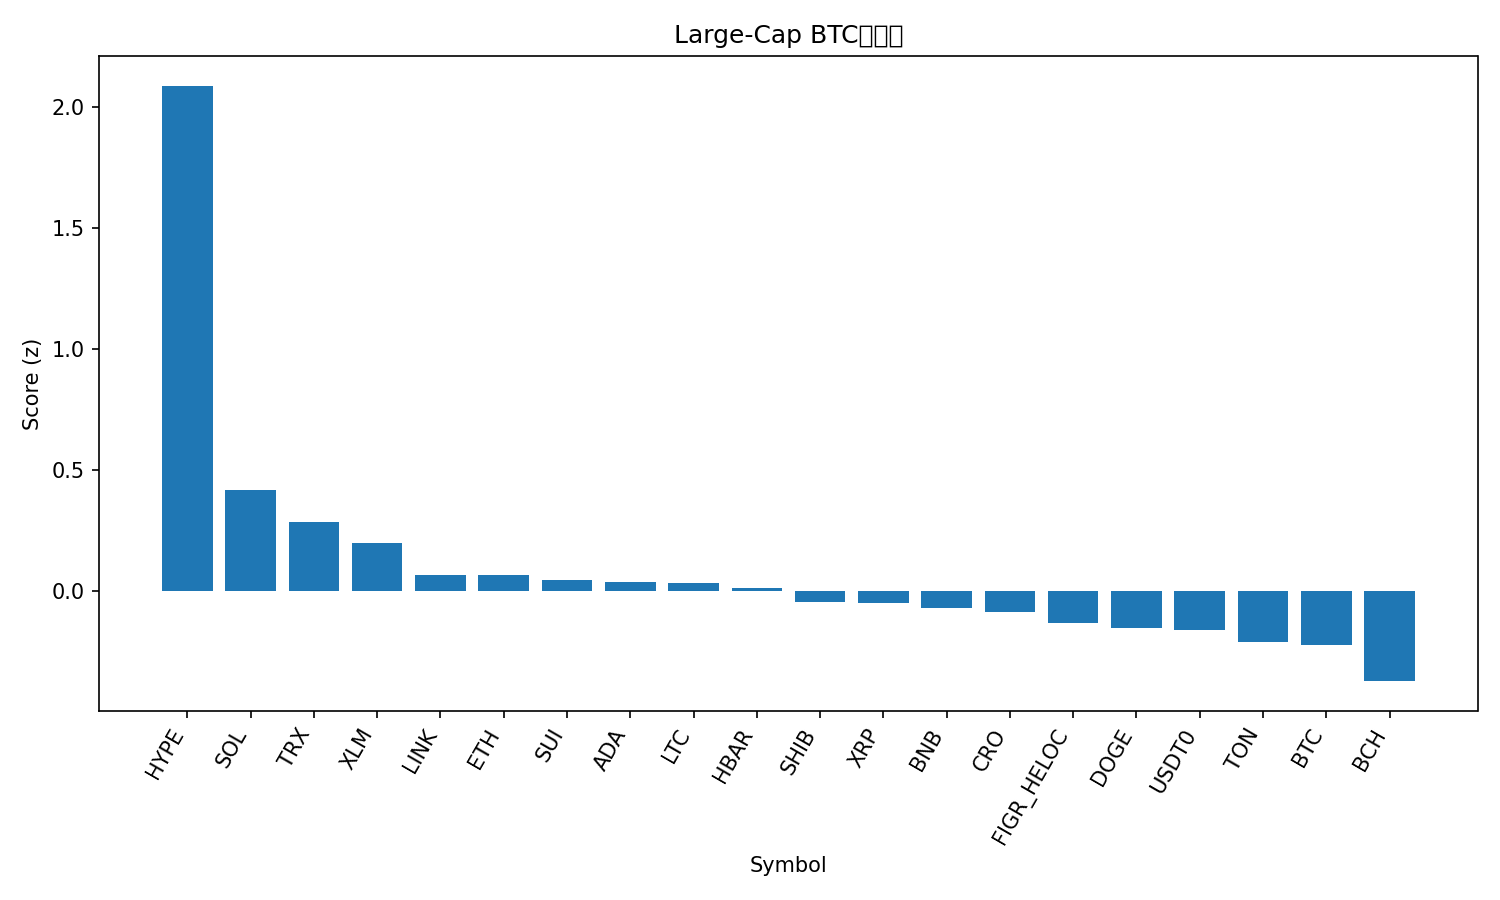 Large-Cap BTC
Score (z)
2.0
1.5
1.0
0.5
0.0
HYPE
SOL
TRX
XLM
LINK
ETH
SUI
ADA
LTC
HBAR
SHIB
XRP
BNB
CRO
FIGR_HELOC
DOGE
USDT0
TON
BTC
BCH
Symbol